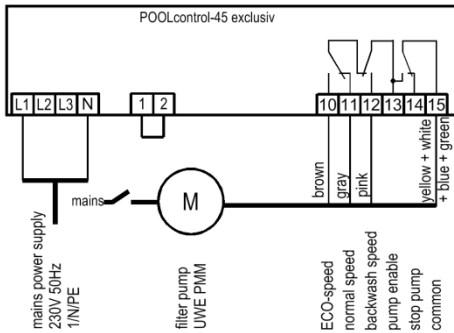 POOLcontrol-45 exclusiv
L1 L2 L3 N
1 2
10 11 12 13 14 15
brown
gray
pink
yellow + white
+ blue + green
mains
M
mains power supply
230V 50Hz
1/N/PE
filter pump
UWE PMM
ECO-speed
normal speed
backwash speed
pump enable
stop pump
common